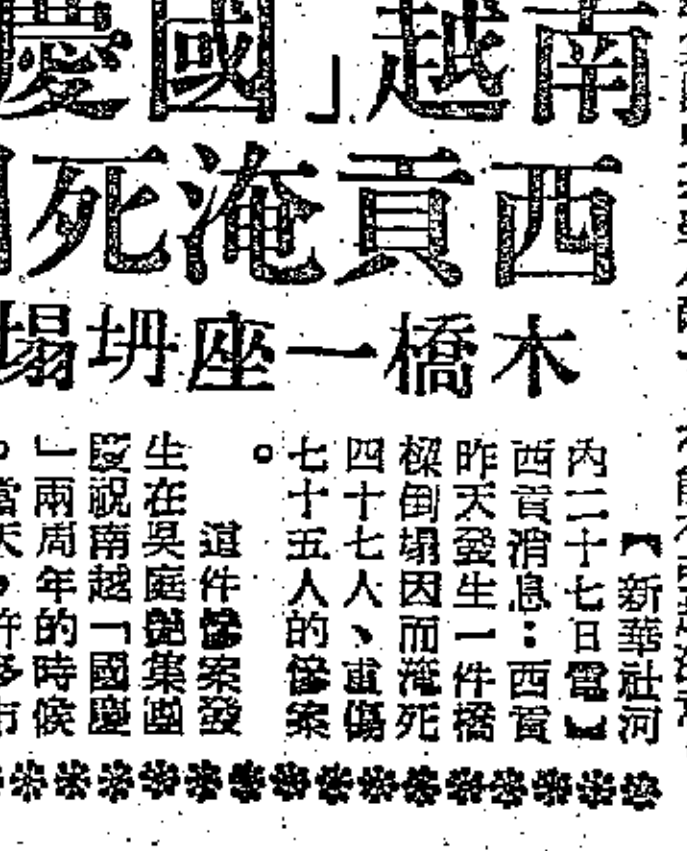 南越「國慶
西貢淹死
木橋一座坍塌
【新華社河
內二十七日電】
西貢消息：西貢
昨天發生一件橋
樑倒塌因而淹死
四十七人、重傷
七十五人的慘案
。
這件慘案發
生在吳庭艷集團
慶祝南越「國慶
」兩周年的時候
。當天，許多市